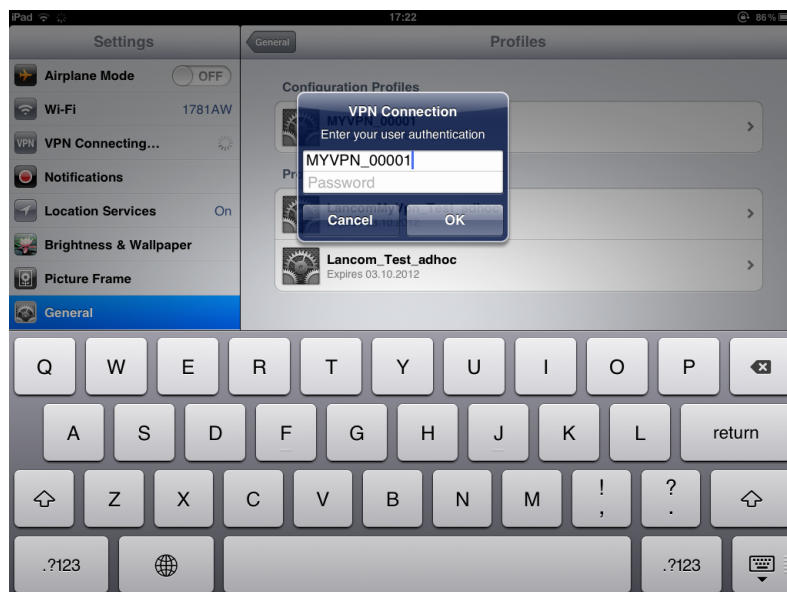 iPad 17:22 86%
Settings
General Profiles
Airplane Mode OFF
Wi-Fi 1781AW
VPN VPN Connecting...
Notifications
Location Services On
Brightness & Wallpaper
Picture Frame
General
Configuration Profiles
MYVPN_00001
VPN Connection
Enter your user authentication
MYVPN_00001
Password
Cancel OK
LancomMyVpn_Test_adhoc
Lancom_Test_adhoc
Expires 03.10.2012
Q W E R T Y U I O P
A S D F G H J K L return
Z X C V B N M ! , ? .
.?123 .?123